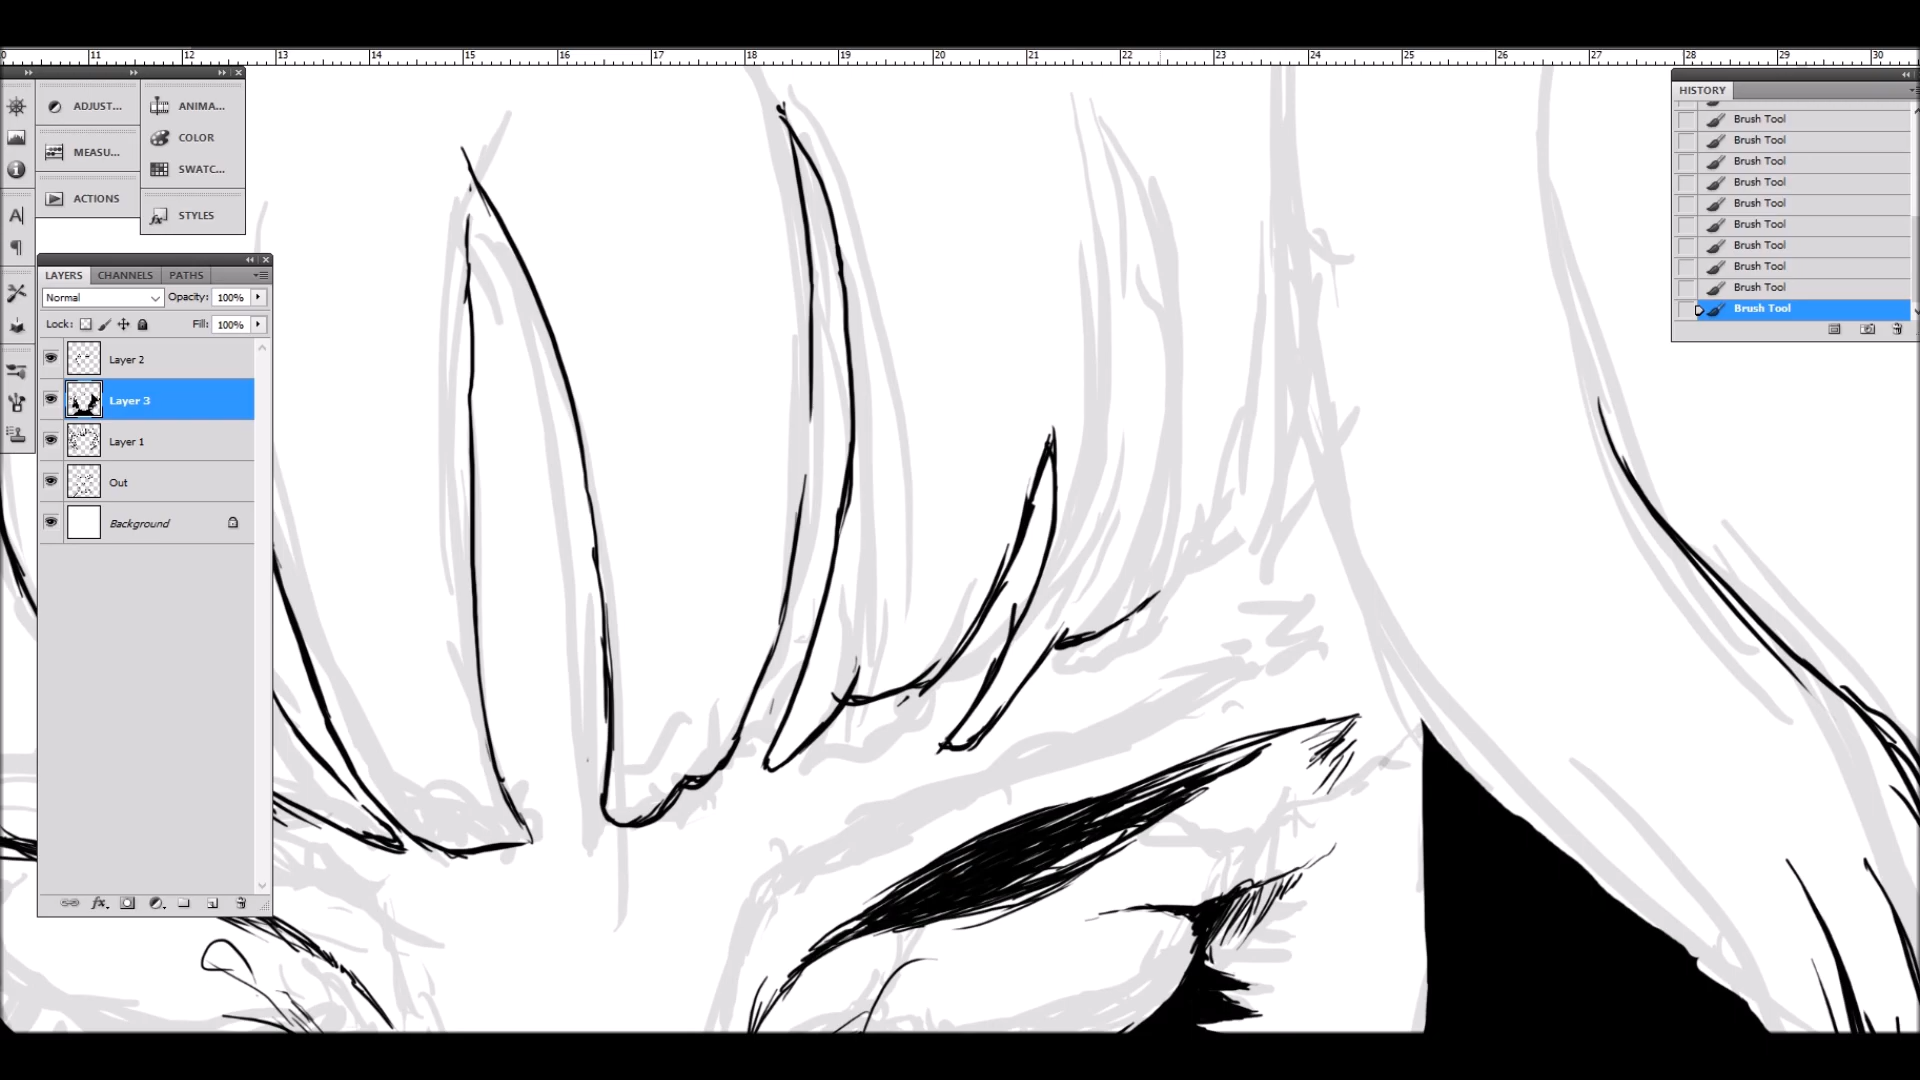 0 11 12 13 14 15 16 17 18 19 20 21 22 23 24 25 26 27 28 29 30
ADJUST...
MEASU...
ACTIONS
ANIMA...
COLOR
SWATC...
STYLES
LAYERS CHANNELS PATHS
Normal Opacity: 100%
Lock: Fill: 100%
Layer 2
Layer 3
Layer 1
Out
Background
HISTORY
Brush Tool
Brush Tool
Brush Tool
Brush Tool
Brush Tool
Brush Tool
Brush Tool
Brush Tool
Brush Tool
Brush Tool